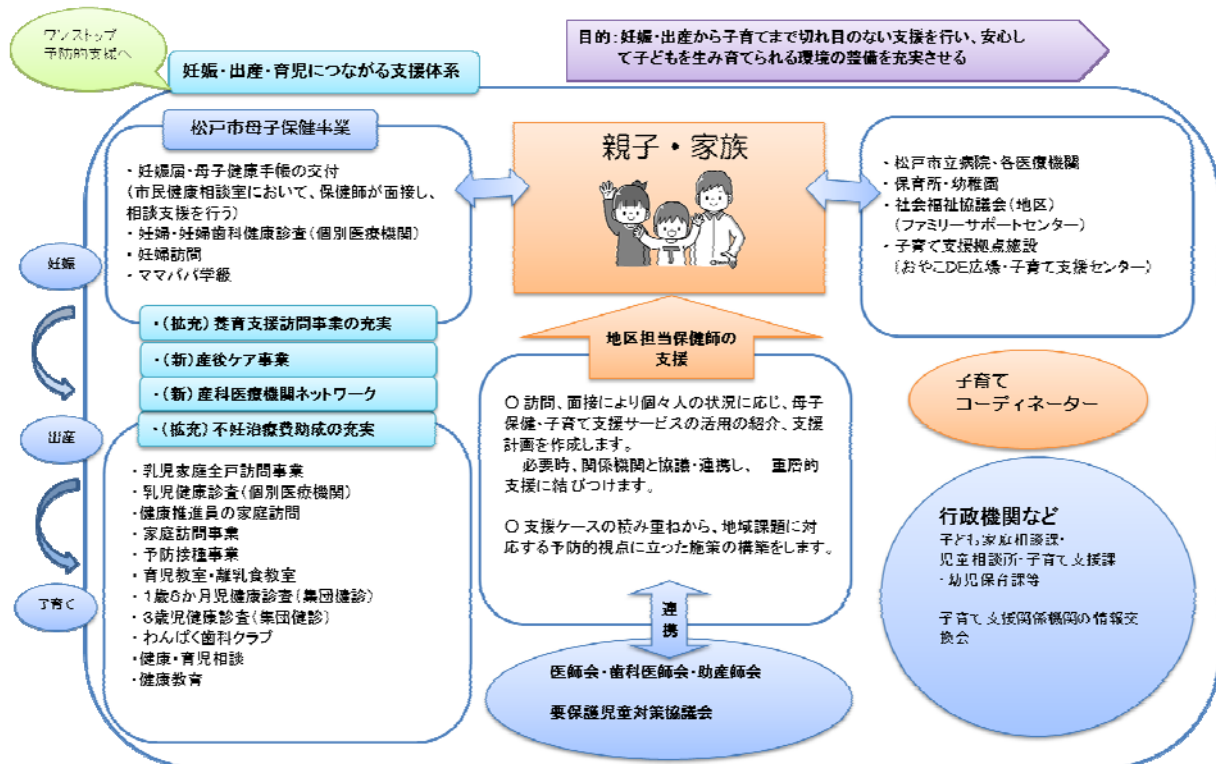 ワンストップ
予防的支援へ
目的:妊娠・出産から子育てまで切れ目のない支援を行い、安心し
て子どもを生み育てられる環境の整備を充実させる
妊娠・出産・育児につながる支援体系
松戸市母子保健事業
・妊娠届・母子健康手帳の交付
(市民健康相談室において、保健師が面接し、
相談支援を行う)
・妊婦・妊婦歯科健康診査(個別医療機関)
・妊婦訪問
・ママパパ学級
・(拡充)養育支援訪問事業の充実
・(新)産後ケア事業
・(新)産科医療機関ネットワーク
・(拡充)不妊治療費助成の充実
・乳児家庭全戸訪問事業
・乳児健康診査(個別医療機関)
・健康推進員の家庭訪問
・家庭訪問事業
・予防接種事業
・育児教室・離乳食教室
・1歳6か月児健康診査(集団健診)
・3歳児健康診査(集団健診)
・わんぱく歯科クラブ
・健康・育児相談
・健康教育
妊娠
出産
子育て
親子・家族
地区担当保健師の
支援
○ 訪問、面接により個々人の状況に応じ、母子
保健・子育て支援サービスの活用の紹介、支援
計画を作成します。
必要時、関係機関と協議・連携し、 重層的
支援に結びつけます。
○ 支援ケースの積み重ねから、地域課題に対
応する予防的視点に立った施策の構築をします。
連
携
医師会・歯科医師会・助産師会
要保護児童対策協議会
・松戸市立病院・各医療機関
・保育所・幼稚園
・社会福祉協議会(地区)
(ファミリーサポートセンター)
・子育て支援拠点施設
(おやこDE広場・子育て支援センター)
子育て
コーディネーター
行政機関など
子ども家庭相談課・
児童相談所・子育て支援課
・幼児保育課等
子育て支援関係機関の情報交
換会